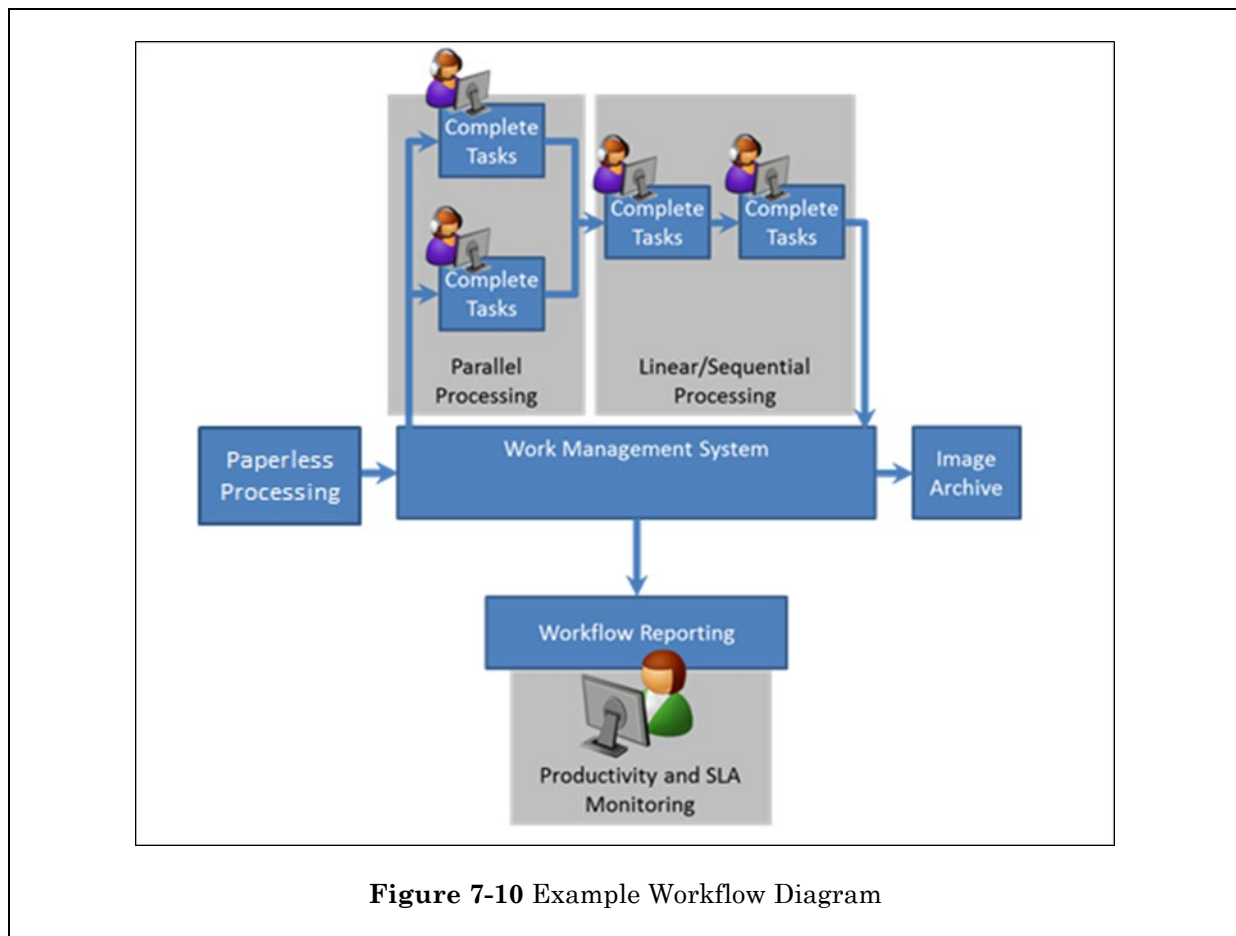 Complete
Tasks
Complete
Tasks
Parallel
Processing
Complete
Tasks
Complete
Tasks
Linear/Sequential
Processing
Paperless
Processing
Work Management System
Image
Archive
Workflow Reporting
Productivity and SLA
Monitoring
Figure 7-10 Example Workflow Diagram